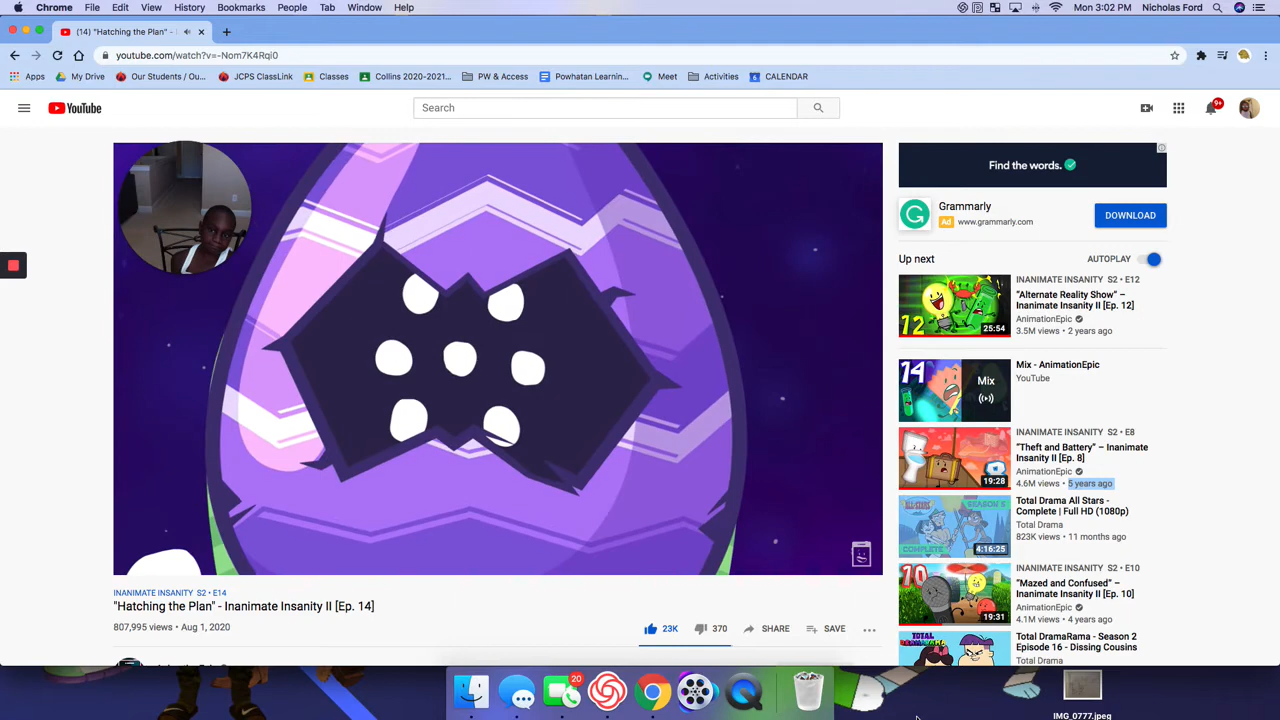 Chrome File Edit View History Bookmarks People Tab Window Help Mon 3:02 PM Nicholas Ford
(14) "Hatching the Plan" -
youtube.com/watch?v=-Nom7K4Rqi0
Apps My Drive Our Students / Ou... JCPS ClassLink Classes Collins 2020-2021... PW & Access Powhatan Learnin... Meet Activities 6 CALENDAR
YouTube Search 9+
Find the words.
Grammarly
Ad www.grammarly.com
DOWNLOAD
Up next AUTOPLAY
12
25:54
INANIMATE INSANITY S2 • E12
"Alternate Reality Show" –
Inanimate Insanity II [Ep. 12]
AnimationEpic
3.5M views • 2 years ago
14
Mix
Mix - AnimationEpic
YouTube
19:28
INANIMATE INSANITY S2 • E8
"Theft and Battery" – Inanimate
Insanity II [Ep. 8]
AnimationEpic
4.6M views • 5 years ago
COMPLETE
4:16:25
Total Drama All Stars -
Complete | Full HD (1080p)
Total Drama
823K views • 11 months ago
10
19:31
INANIMATE INSANITY S2 • E10
"Mazed and Confused" –
Inanimate Insanity II [Ep. 10]
AnimationEpic
4.1M views • 4 years ago
TOTAL
Total DramaRama - Season 2
Episode 16 - Dissing Cousins
Total Drama
INANIMATE INSANITY S2 • E14
"Hatching the Plan" - Inanimate Insanity II [Ep. 14]
807,995 views • Aug 1, 2020
23K 370 SHARE SAVE
20
IMG_0777.jpeg